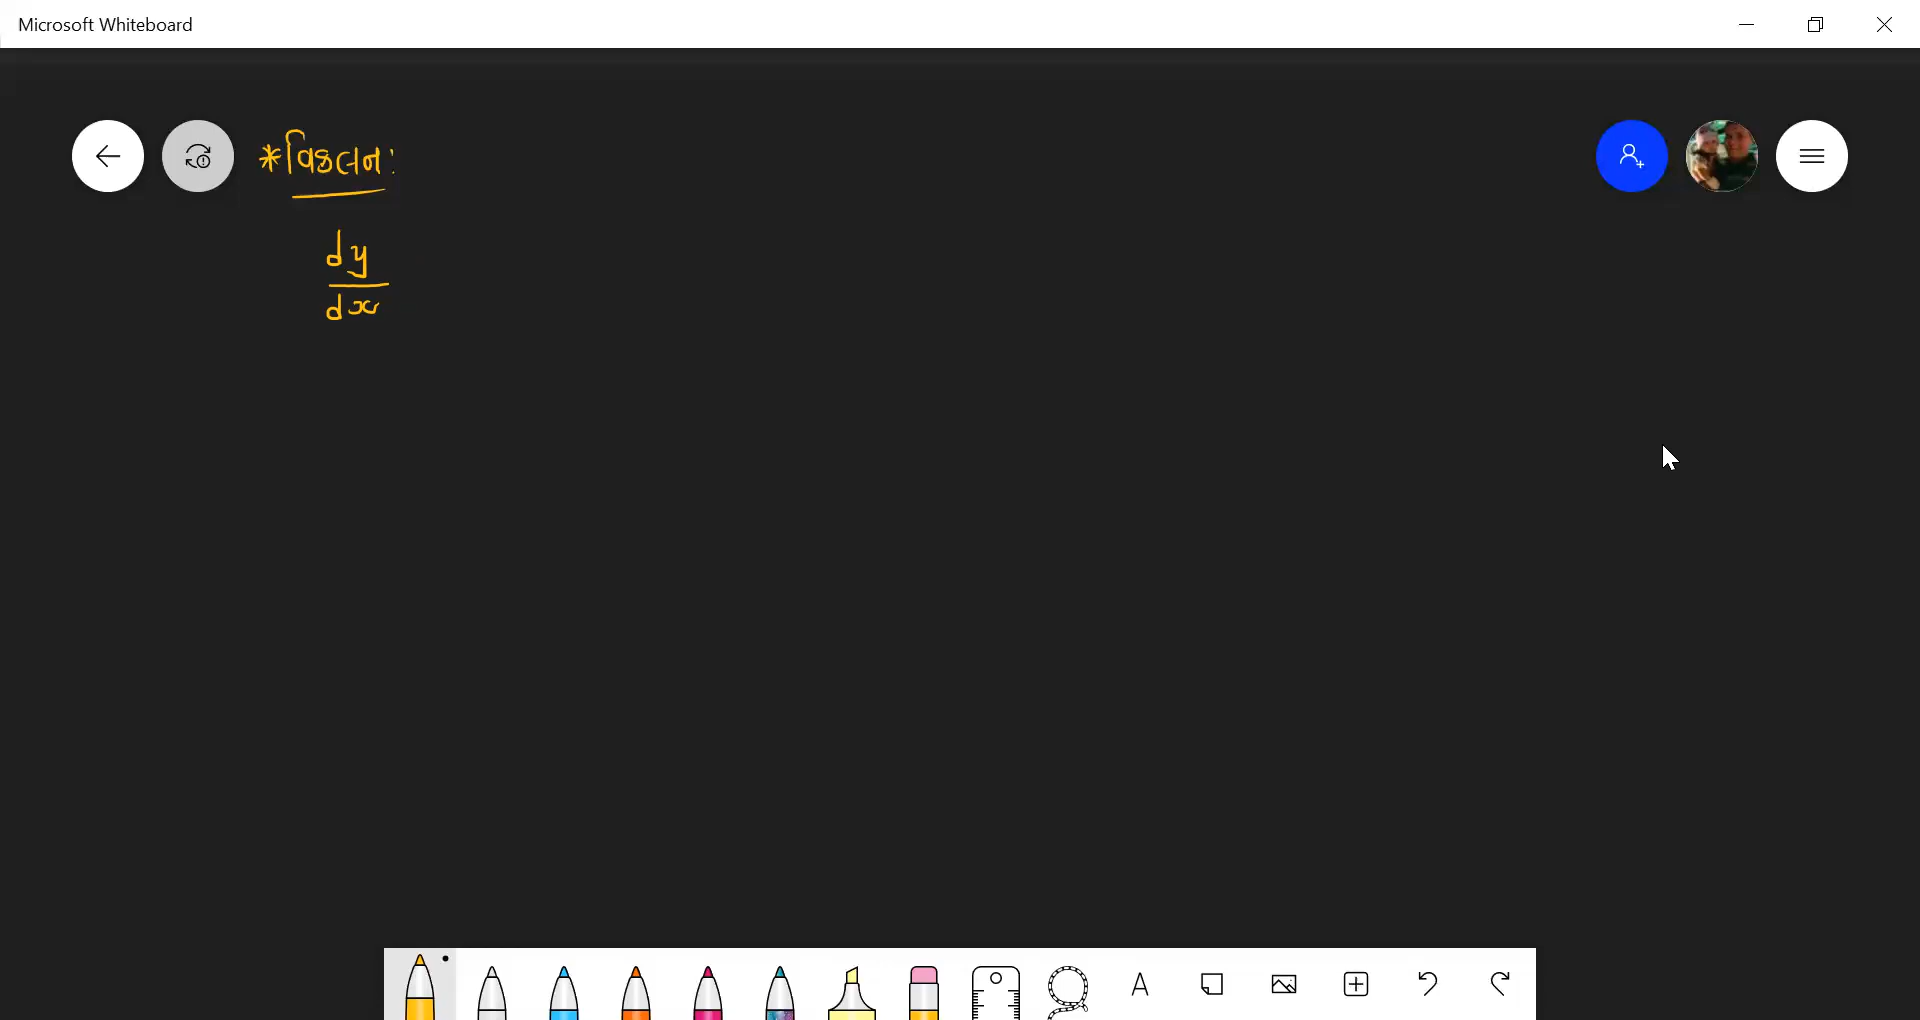 Microsoft Whiteboard
*વિકલન:
dy
dx